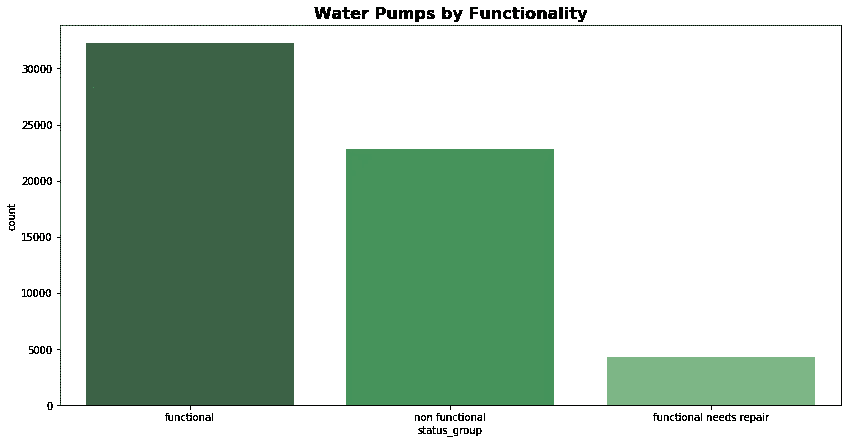 Water Pumps by Functionality
30000
25000
20000
15000
10000
5000
0
count
functional
non functional
functional needs repair
status_group